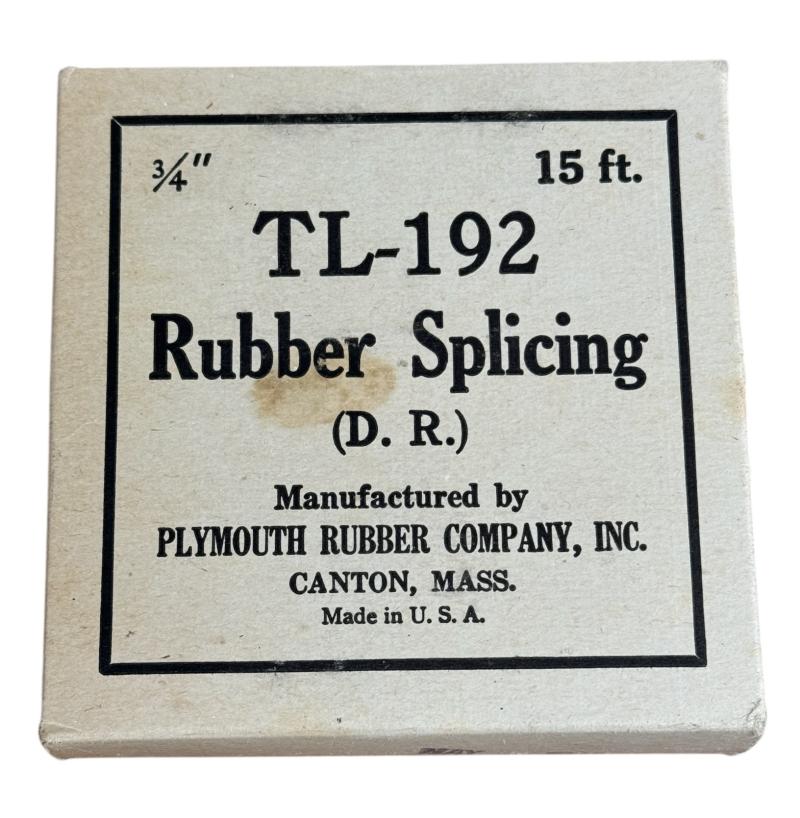 3/4" 15 ft.
TL-192
Rubber Splicing
(D. R.)
Manufactured by
PLYMOUTH RUBBER COMPANY, INC.
CANTON, MASS.
Made in U. S. A.